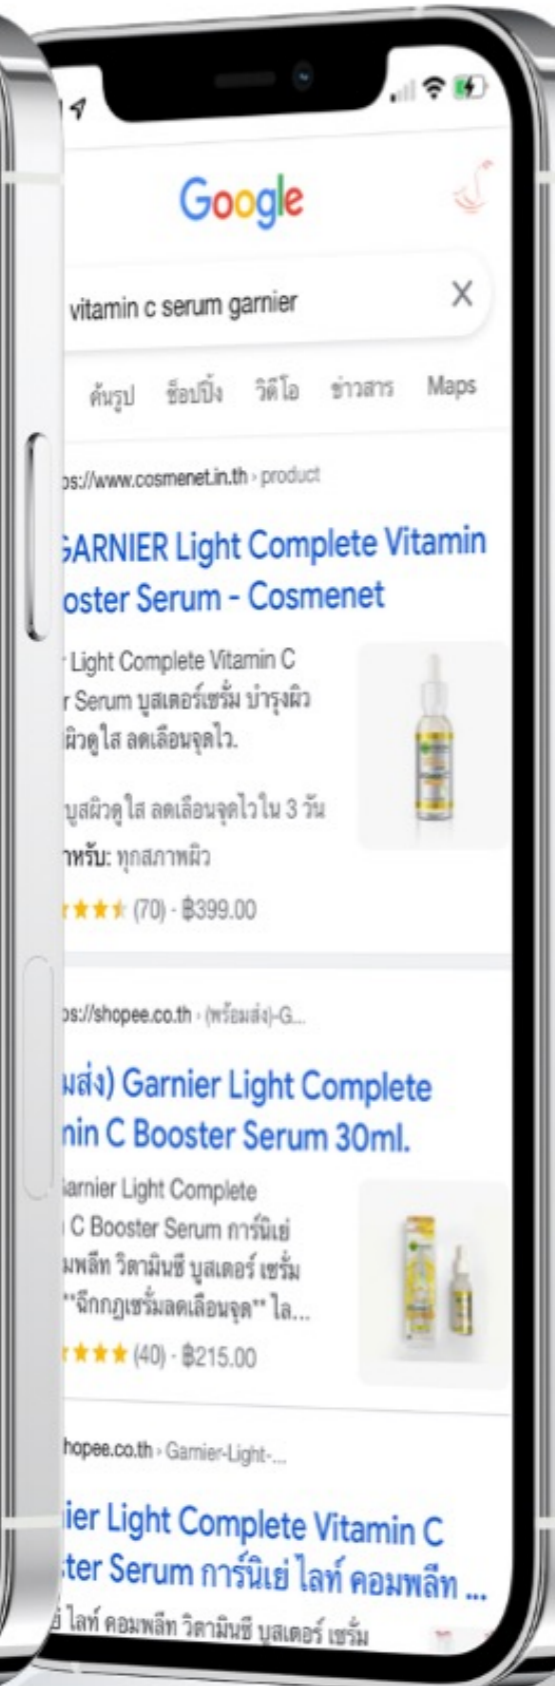 Google
vitamin c serum garnier
ค้นรูป ช็อปปิ้ง วิดีโอ ข่าวสาร Maps
ps://www.cosmenet.in.th › product
GARNIER Light Complete Vitamin
oster Serum - Cosmenet
Light Complete Vitamin C
r Serum บูสเตอร์เซรั่ม บำรุงผิว
ผิวดูใส ลดเลือนจุดไว.
บูสผิวดูใส ลดเลือนจุดไวใน 3 วัน
าหรับ: ทุกสภาพผิว
(70) - ฿399.00
ps://shopee.co.th › (พร้อมส่ง)-G...
มส่ง) Garnier Light Complete
min C Booster Serum 30ml.
Garnier Light Complete
C Booster Serum การ์นิเย่
มพลีท วิตามินซี บูสเตอร์ เซรั่ม
**ฉีกกฎเซรั่มลดเลือนจุด** ไล...
(40) - ฿215.00
hopee.co.th › Garnier-Light-...
ier Light Complete Vitamin C
ster Serum การ์นิเย่ ไลท์ คอมพลีท ...
ย่ ไลท์ คอมพลีท วิตามินซี บูสเตอร์ เซรั่ม